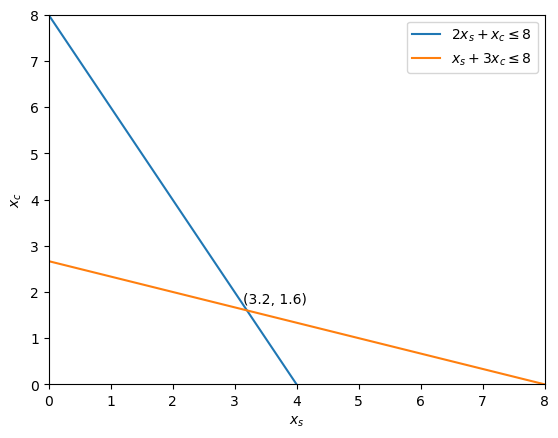 2x_s + x_c ≤ 8
x_s + 3x_c ≤ 8
8
7
6
5
4
3
2
1
0
x_c
(3.2, 1.6)
0 1 2 3 4 5 6 7 8
x_s